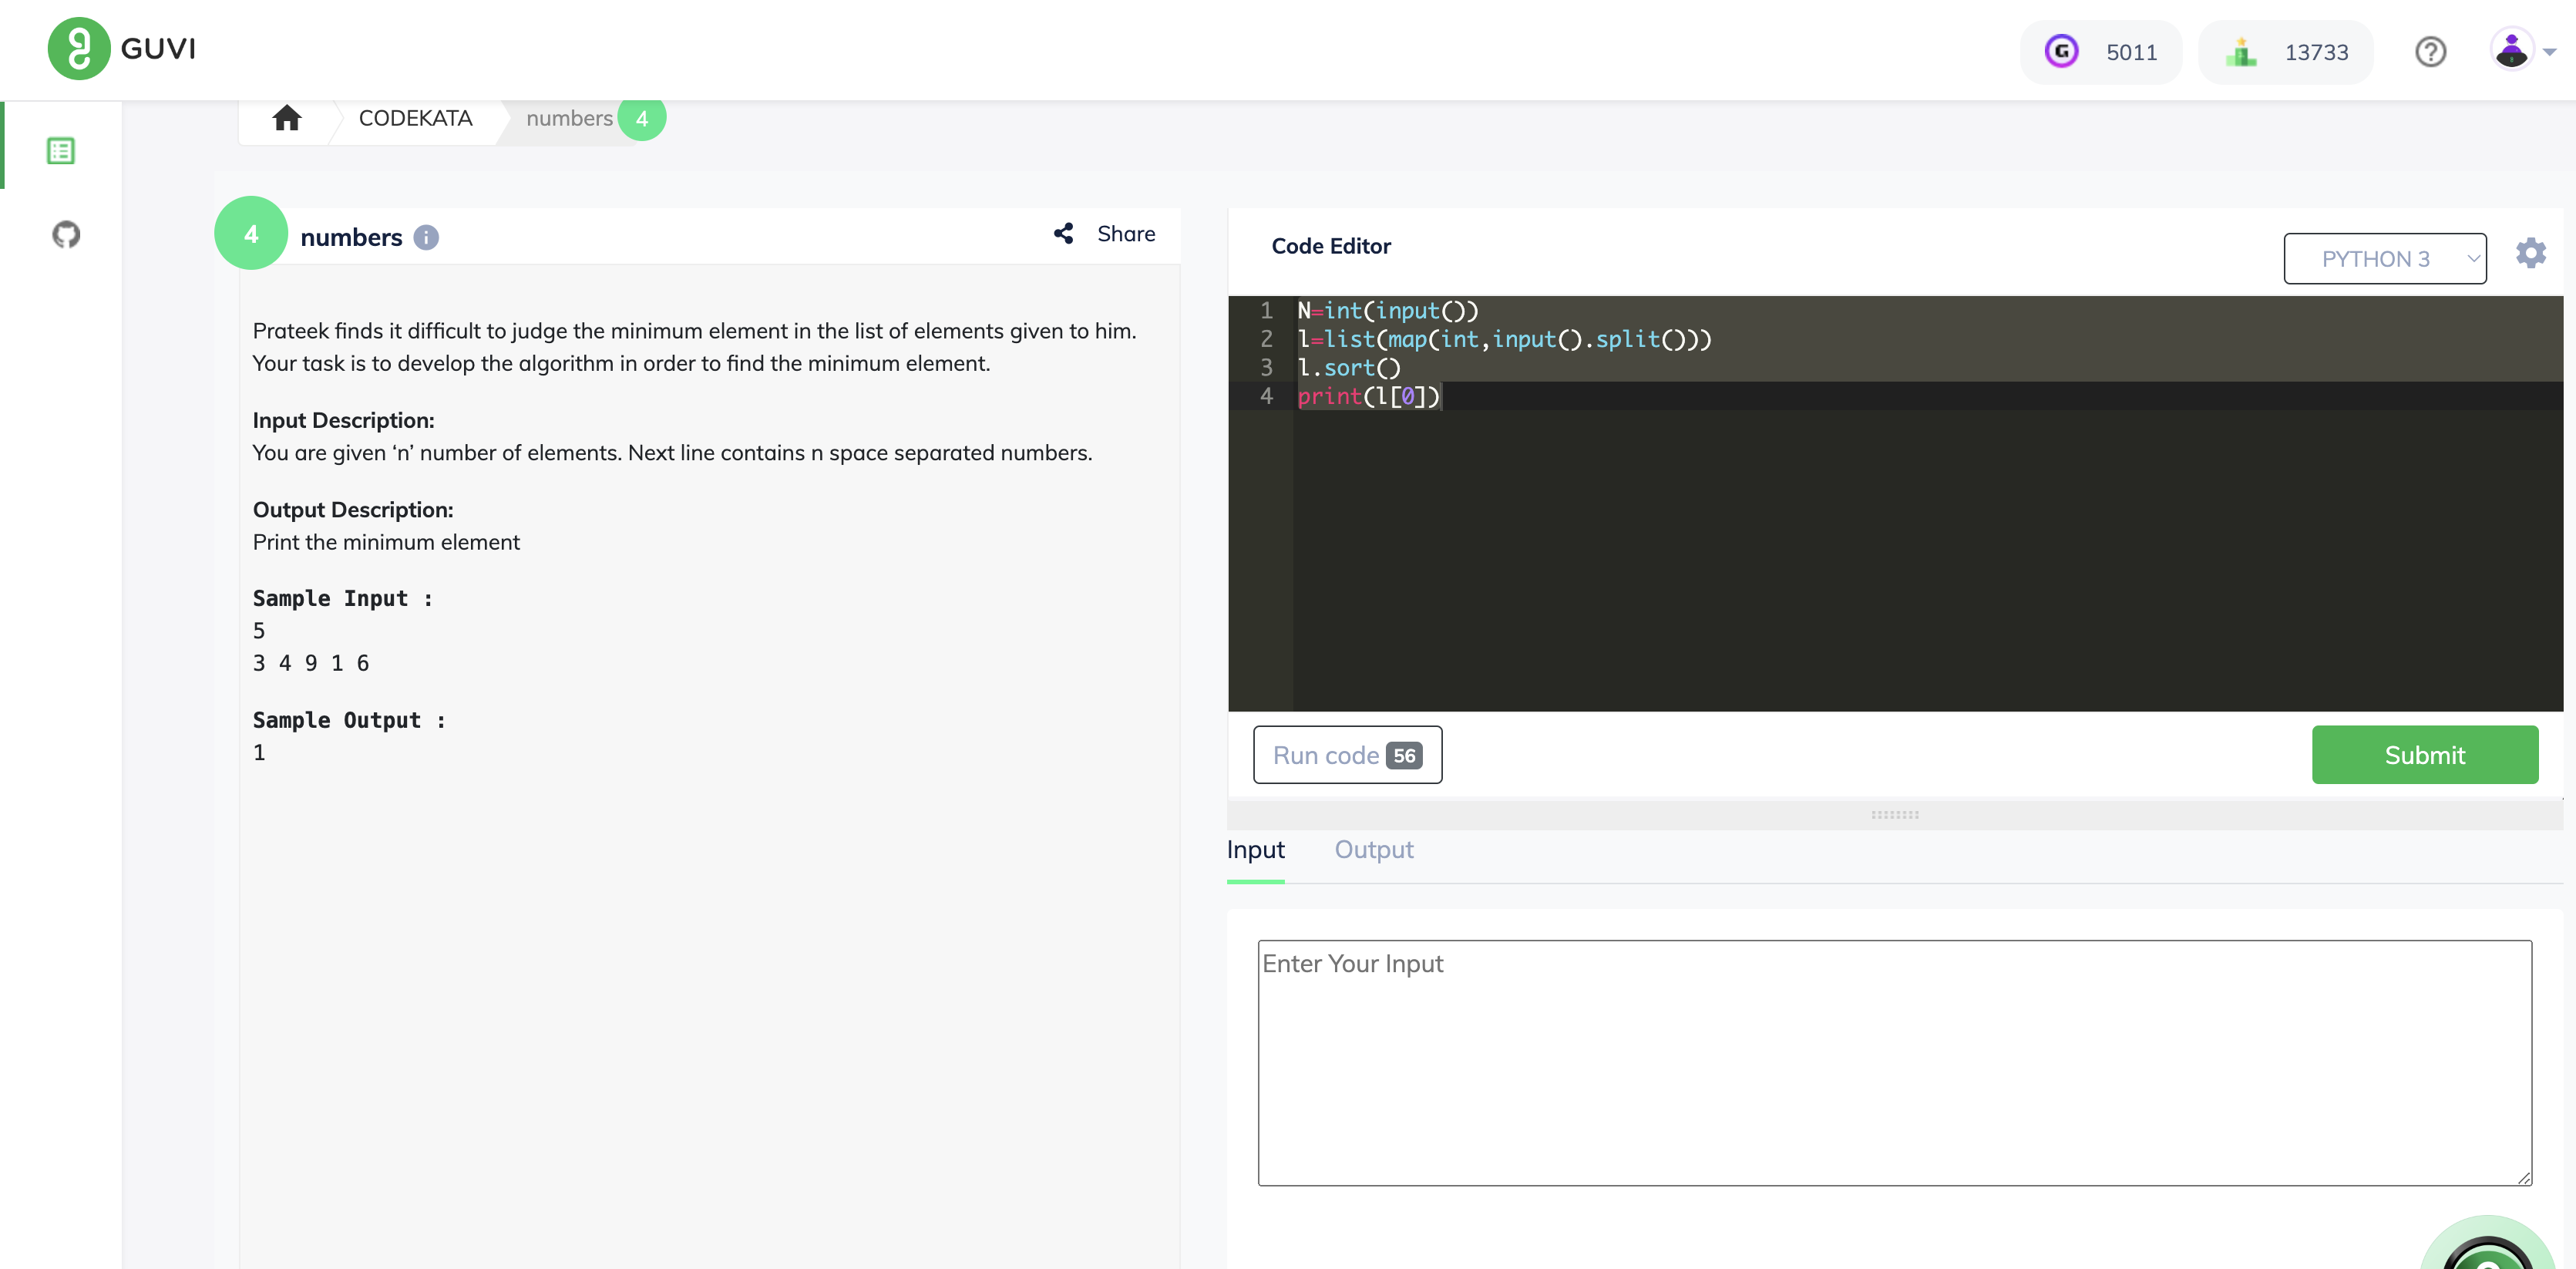 GUVI
5011
13733
CODEKATA
numbers
4
4
numbers
Share
Prateek finds it difficult to judge the minimum element in the list of elements given to him.
Your task is to develop the algorithm in order to find the minimum element.
Input Description:
You are given ‘n’ number of elements. Next line contains n space separated numbers.
Output Description:
Print the minimum element
Sample Input :
5
3 4 9 1 6
Sample Output :
1
Code Editor
PYTHON 3
1 N=int(input())
2 l=list(map(int,input().split()))
3 l.sort()
4 print(l[0])
Run code 56
Submit
Input
Output
Enter Your Input